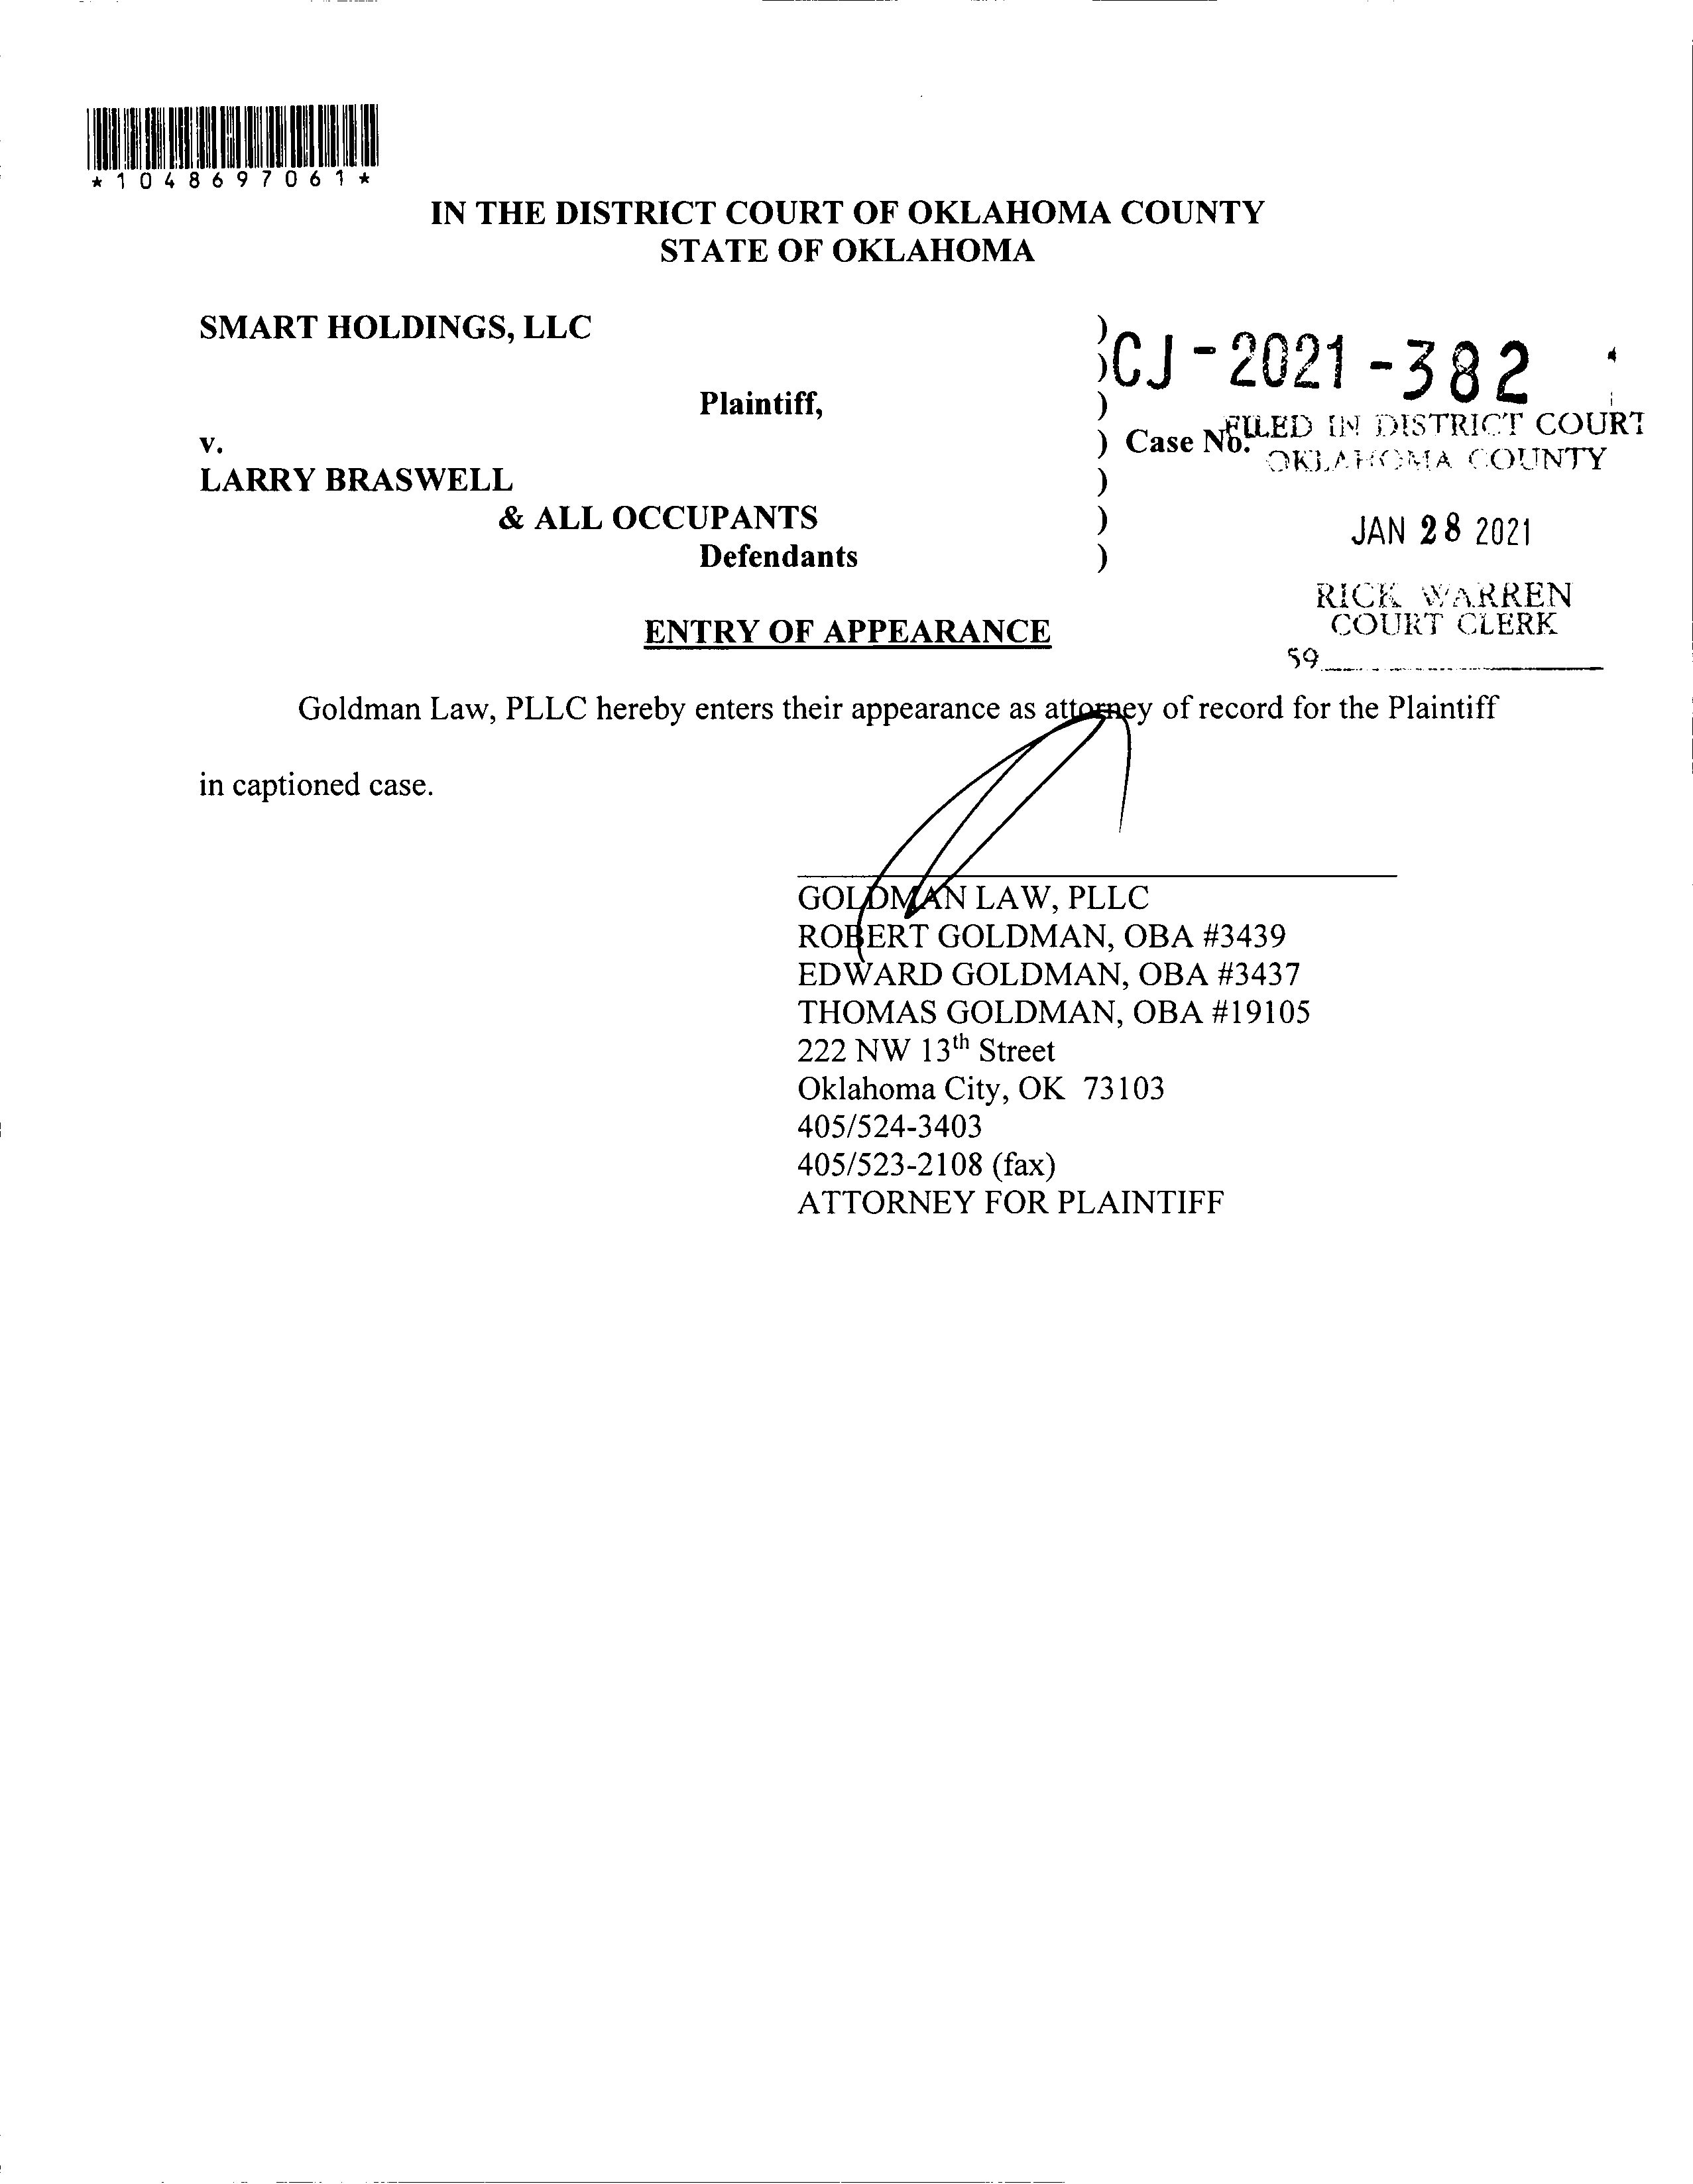 *1048697061*
IN THE DISTRICT COURT OF OKLAHOMA COUNTY
STATE OF OKLAHOMA
SMART HOLDINGS, LLC )
) CJ-2021-382
Plaintiff, )
v. ) Case No.
FILED IN DISTRICT COURT
OKLAHOMA COUNTY
LARRY BRASWELL )
& ALL OCCUPANTS )
JAN 28 2021
Defendants )
RICK WARREN
COURT CLERK
ENTRY OF APPEARANCE
59
Goldman Law, PLLC hereby enters their appearance as attorney of record for the Plaintiff
in captioned case.
GOLDMAN LAW, PLLC
ROBERT GOLDMAN, OBA #3439
EDWARD GOLDMAN, OBA #3437
THOMAS GOLDMAN, OBA #19105
222 NW 13th Street
Oklahoma City, OK 73103
405/524-3403
405/523-2108 (fax)
ATTORNEY FOR PLAINTIFF